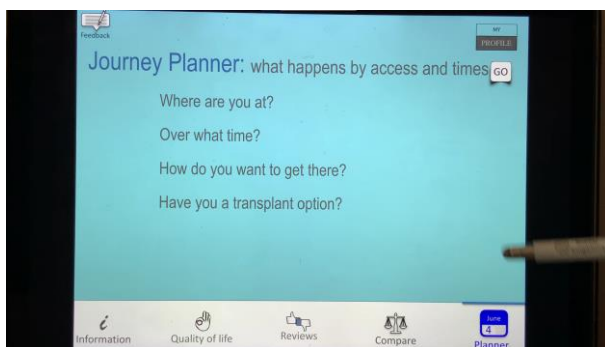 Feedback
MY
PROFILE
Journey Planner: what happens by access and times
GO
Where are you at?
Over what time?
How do you want to get there?
Have you a transplant option?
i
Information
Quality of life
Reviews
Compare
June
4
Planner